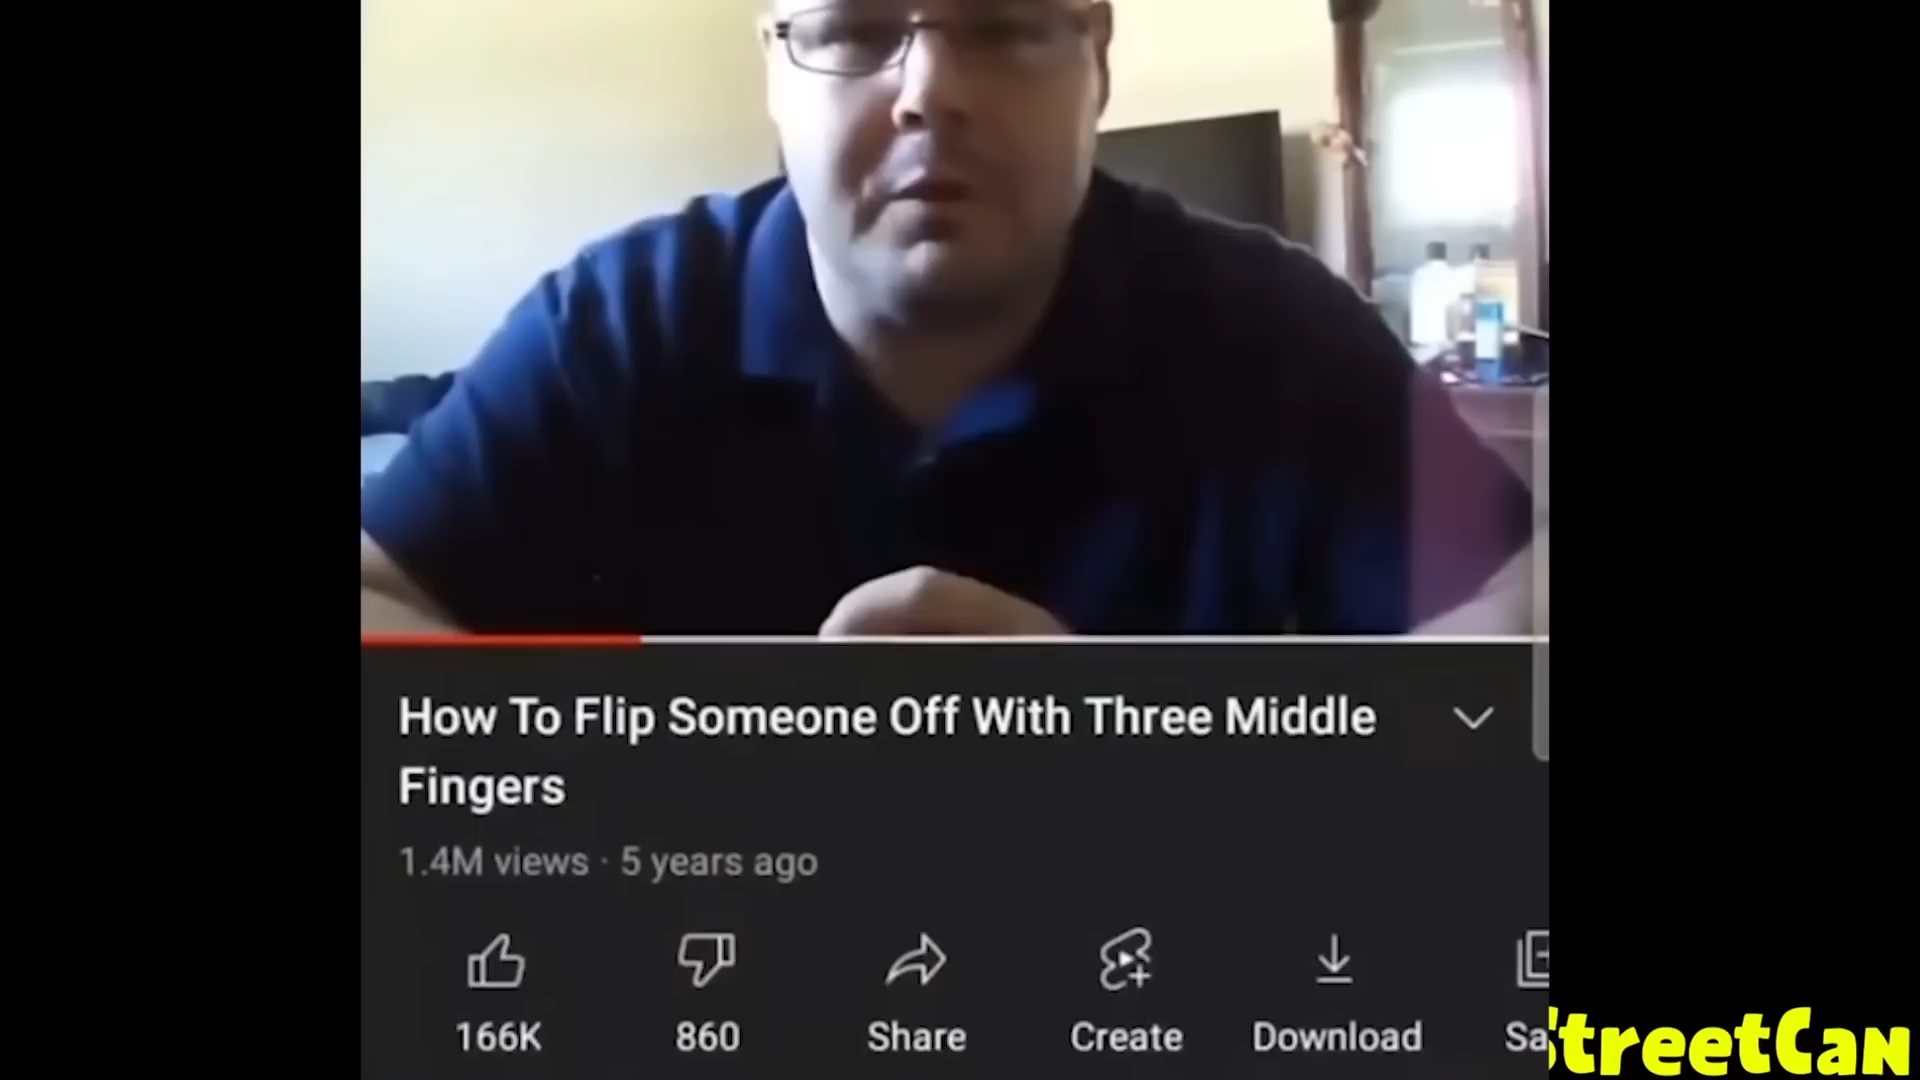 How To Flip Someone Off With Three Middle
Fingers
1.4M views · 5 years ago
166K
860
Share
Create
Download
Sa
StreetCan